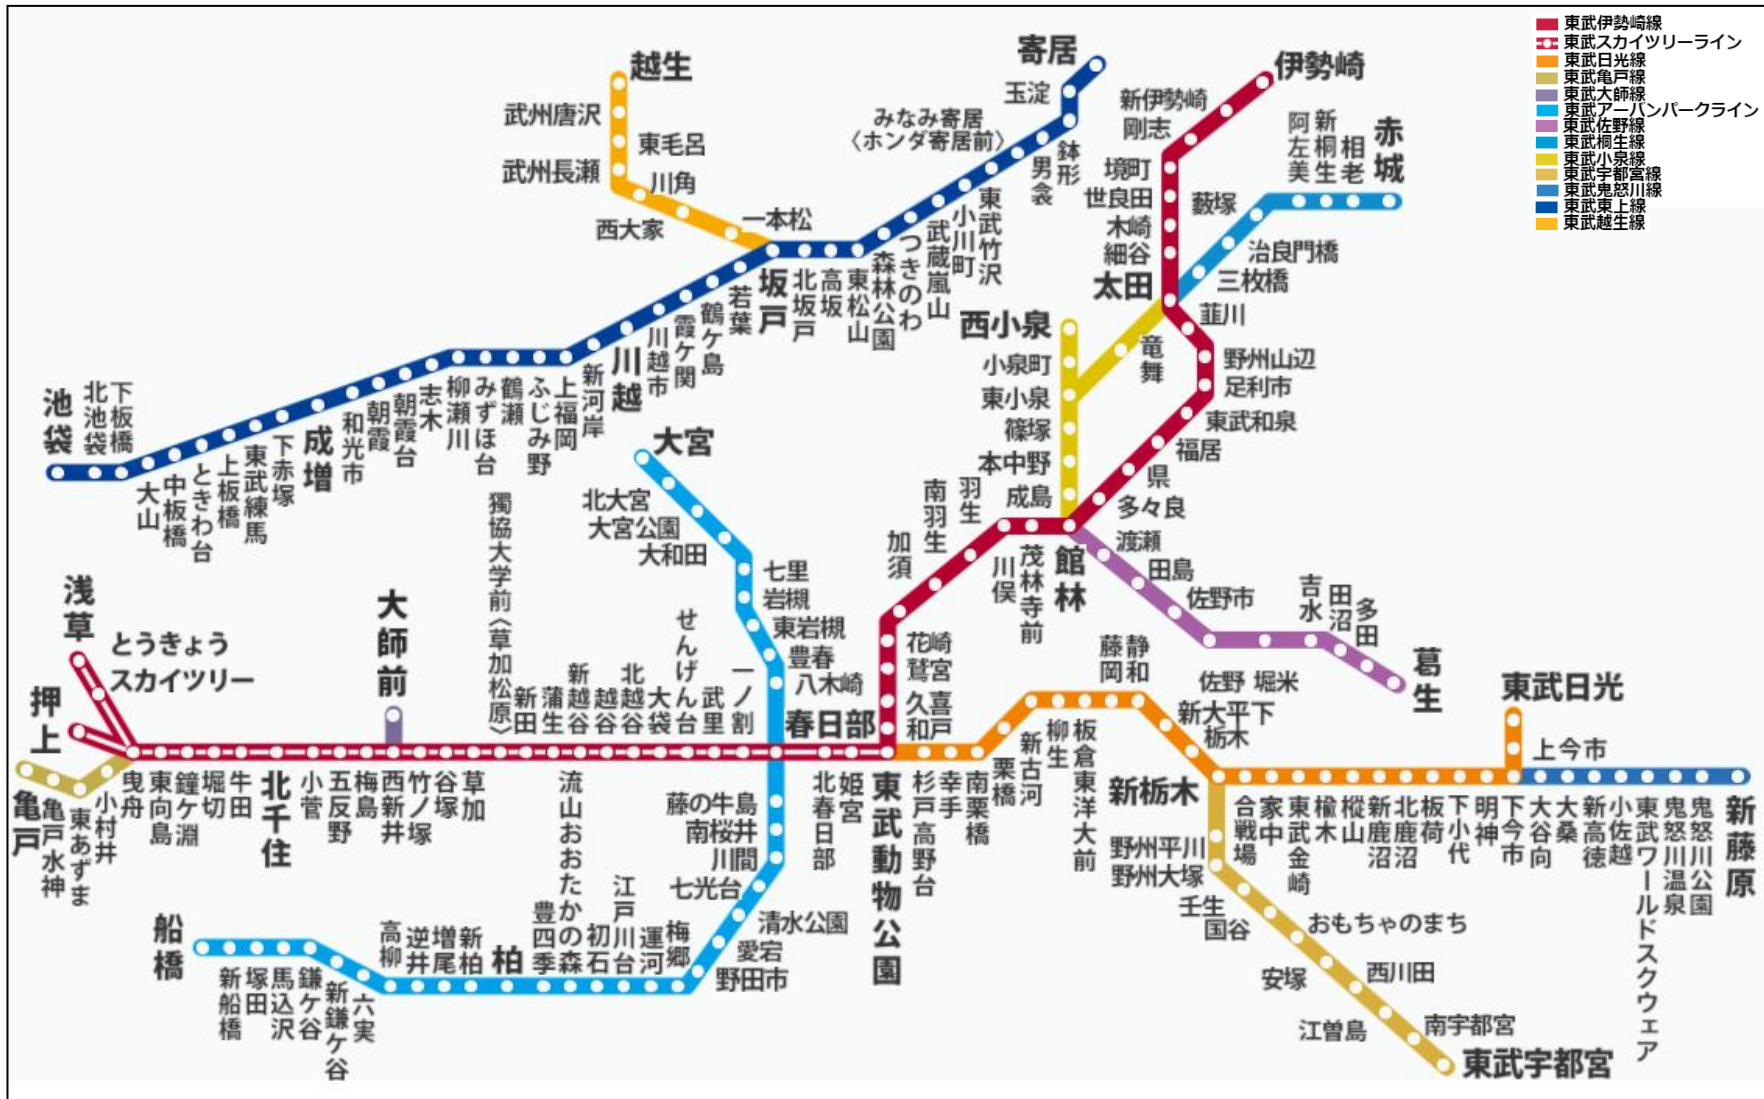 東武伊勢崎線
東武スカイツリーライン
東武日光線
東武亀戸線
東武大師線
東武アーバンパークライン
東武佐野線
東武桐生線
東武小泉線
東武宇都宮線
東武鬼怒川線
東武東上線
東武越生線
越生
武州唐沢
東毛呂
武州長瀬
川角
西大家
一本松
坂戸
寄居
玉淀
鉢形
男衾
みなみ寄居
〈ホンダ寄居前〉
東武竹沢
小川町
武蔵嵐山
つきのわ
森林公園
東松山
高坂
北坂戸
若葉
鶴ヶ島
霞ヶ関
川越市
川越
新河岸
上福岡
ふじみ野
鶴瀬
みずほ台
柳瀬川
志木
朝霞台
朝霞
和光市
成増
下赤塚
東武練馬
上板橋
ときわ台
中板橋
大山
下板橋
北池袋
池袋
伊勢崎
新伊勢崎
剛志
境町
世良田
木崎
細谷
太田
韮川
野州山辺
足利市
東武和泉
福居
県
多々良
館林
茂林寺前
川俣
羽生
南羽生
加須
花崎
鷲宮
久喜
和戸
東武動物公園
赤城
相老
新桐生
阿左美
藪塚
治良門橋
三枚橋
西小泉
小泉町
東小泉
竜舞
篠塚
本中野
成島
渡瀬
田島
佐野市
佐野
堀米
吉水
田沼
多田
葛生
大宮
北大宮
大宮公園
大和田
七里
岩槻
東岩槻
豊春
八木崎
春日部
藤の牛島
南桜井
川間
七光台
清水公園
愛宕
野田市
梅郷
運河
江戸川台
初石
流山おおたかの森
豊四季
柏
新柏
増尾
逆井
高柳
六実
新鎌ヶ谷
鎌ヶ谷
馬込沢
塚田
新船橋
船橋
浅草
とうきょう
スカイツリー
押上
曳舟
東向島
鐘ヶ淵
堀切
牛田
北千住
小菅
五反野
梅島
西新井
大師前
竹ノ塚
谷塚
草加
獨協大学前〈草加松原〉
新田
蒲生
新越谷
越谷
北越谷
大袋
せんげん台
武里
一ノ割
北春日部
姫宮
亀戸
亀戸水神
東あずま
小村井
杉戸高野台
幸手
南栗橋
栗橋
新古河
柳生
板倉東洋大前
藤岡
静和
新大平下
栃木
新栃木
合戦場
家中
東武金崎
楡木
樅山
新鹿沼
北鹿沼
板荷
下小代
明神
下今市
上今市
東武日光
大谷向
大桑
新高徳
小佐越
東武ワールドスクウェア
鬼怒川温泉
鬼怒川公園
新藤原
野州平川
野州大塚
壬生
国谷
おもちゃのまち
安塚
西川田
江曽島
南宇都宮
東武宇都宮